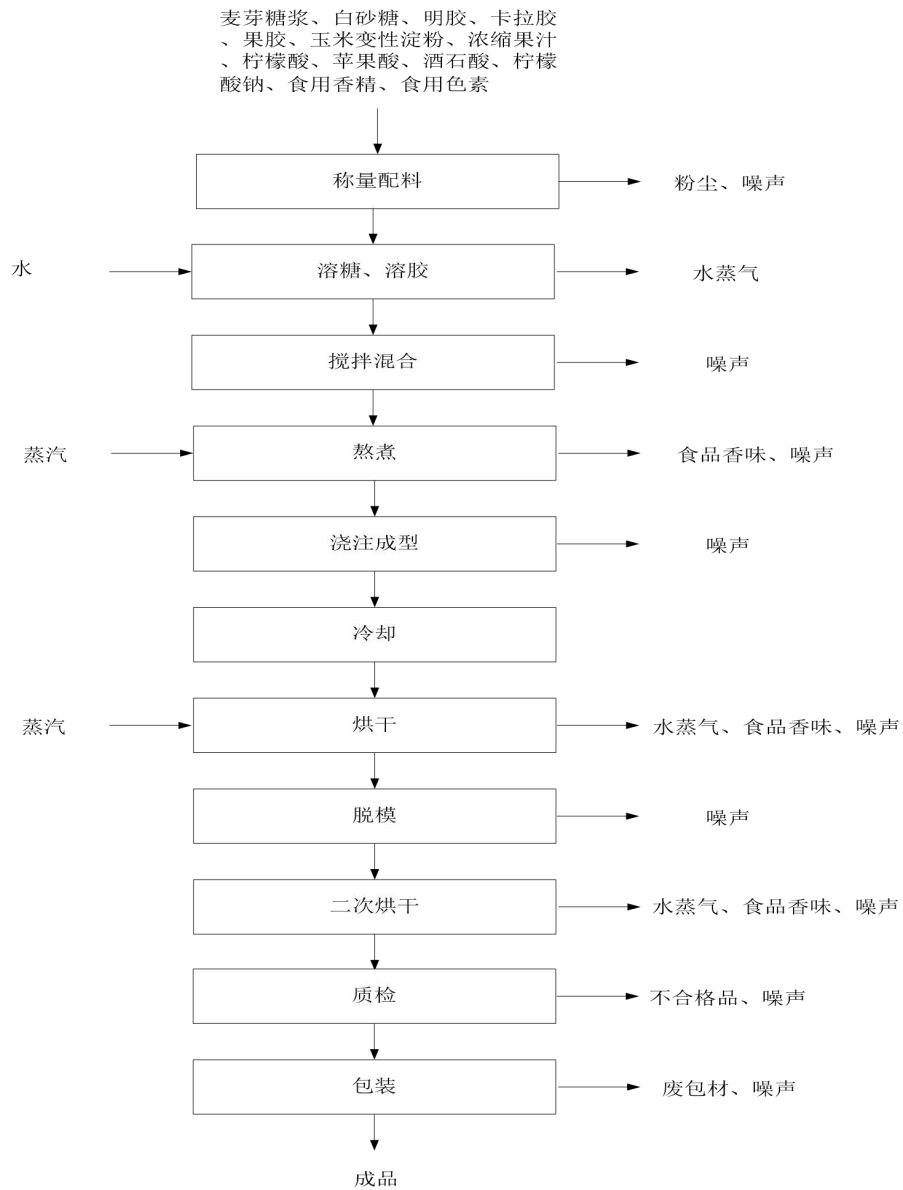 麦芽糖浆、白砂糖、明胶、卡拉胶
、果胶、玉米变性淀粉、浓缩果汁
、柠檬酸、苹果酸、酒石酸、柠檬
酸钠、食用香精、食用色素
称量配料
粉尘、噪声
水
溶糖、溶胶
水蒸气
搅拌混合
噪声
蒸汽
熬煮
食品香味、噪声
浇注成型
噪声
冷却
蒸汽
烘干
水蒸气、食品香味、噪声
脱模
噪声
二次烘干
水蒸气、食品香味、噪声
质检
不合格品、噪声
包装
废包材、噪声
成品